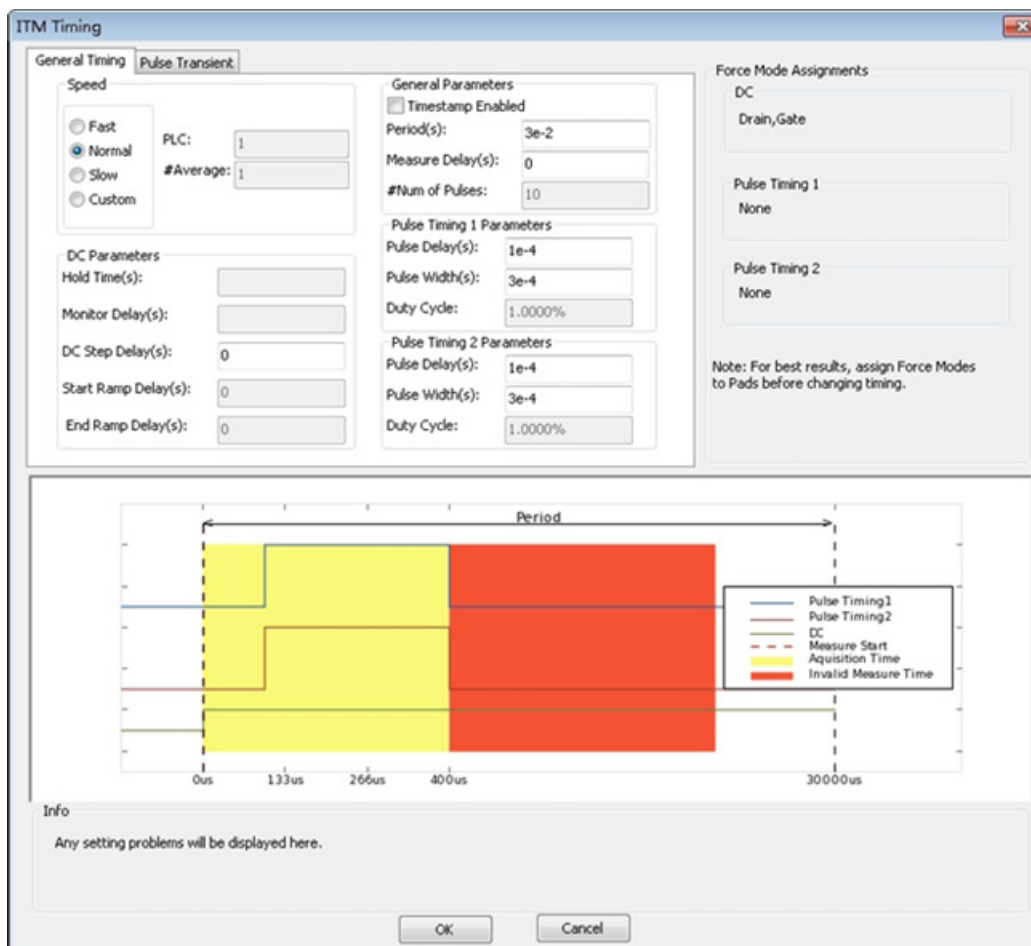 ITM Timing
General Timing
Pulse Transient
Speed
Fast
Normal
Slow
Custom
PLC:
1
#Average:
1
DC Parameters
Hold Time(s):
Monitor Delay(s):
DC Step Delay(s):
0
Start Ramp Delay(s):
0
End Ramp Delay(s):
0
General Parameters
Timestamp Enabled
Period(s):
3e-2
Measure Delay(s):
0
#Num of Pulses:
10
Pulse Timing 1 Parameters
Pulse Delay(s):
1e-4
Pulse Width(s):
3e-4
Duty Cycle:
1.0000%
Pulse Timing 2 Parameters
Pulse Delay(s):
1e-4
Pulse Width(s):
3e-4
Duty Cycle:
1.0000%
Force Mode Assignments
DC
Drain,Gate
Pulse Timing 1
None
Pulse Timing 2
None
Note: For best results, assign Force Modes
to Pads before changing timing.
Period
Pulse Timing1
Pulse Timing2
DC
Measure Start
Aquisition Time
Invalid Measure Time
0us
133us
266us
400us
30000us
Info
Any setting problems will be displayed here.
OK
Cancel